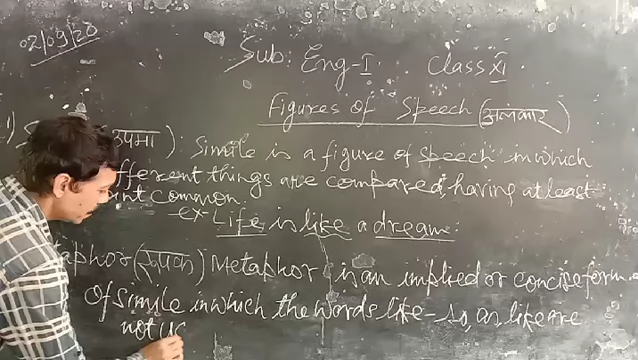 02/09/20
Sub: Eng-I Class XI
Figures of Speech (अलंकार)
1) S उपमा): Simile is a figure of speech in which
fferent things are compared, having at least
int common.
ex- Life is like a dream.
taphor (रूपक) Metaphor is an implied or concise form
of simile in which the words like - so, as, like are
not us